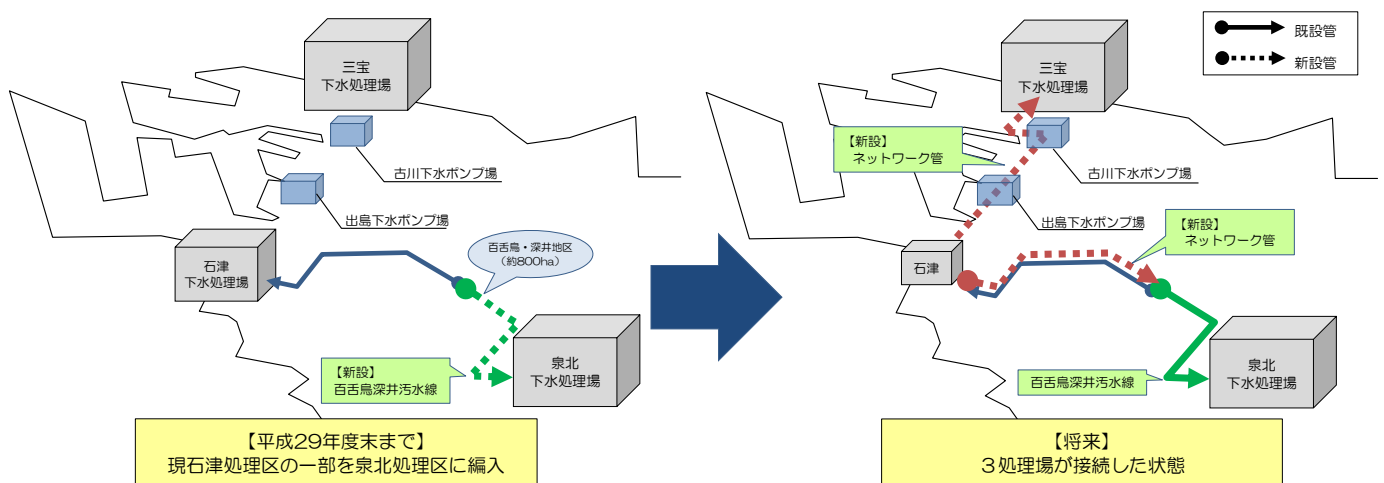 三宝
下水処理場
古川下水ポンプ場
出島下水ポンプ場
石津
下水処理場
百舌鳥・深井地区
（約800ha）
【新設】
百舌鳥深井汚水線
泉北
下水処理場
【平成29年度末まで】
現石津処理区の一部を泉北処理区に編入
既設管
新設管
三宝
下水処理場
【新設】
ネットワーク管
古川下水ポンプ場
出島下水ポンプ場
【新設】
ネットワーク管
石津
百舌鳥深井汚水線
泉北
下水処理場
【将来】
３処理場が接続した状態